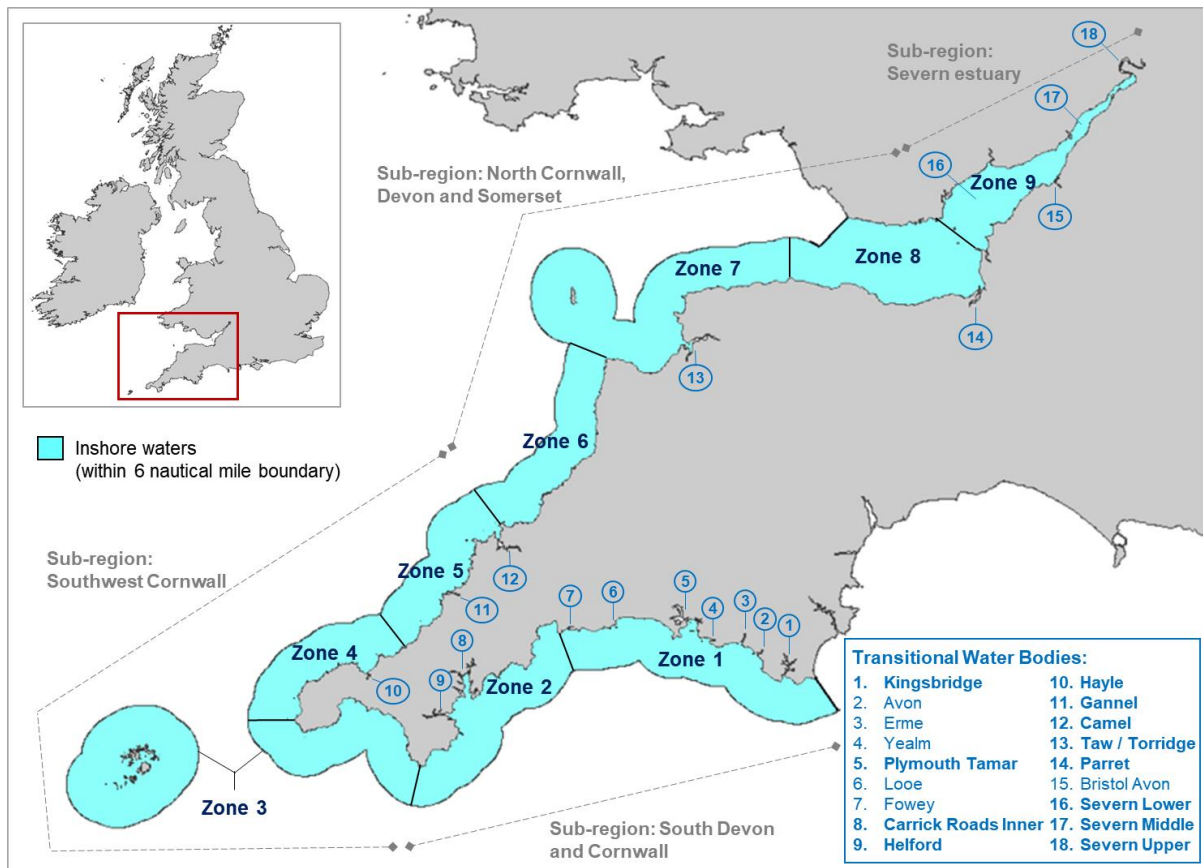 Sub-region:
Severn estuary
18
17
Sub-region: North Cornwall,
Devon and Somerset
16
Zone 9
15
Zone 7
Zone 8
14
13
Inshore waters
(within 6 nautical mile boundary)
Zone 6
Sub-region:
Southwest Cornwall
Zone 5
12
11
7
6
5
4
3
2
1
Zone 4
8
9
10
Zone 2
Zone 1
Zone 3
Sub-region: South Devon
and Cornwall
Transitional Water Bodies:
1. Kingsbridge
2. Avon
3. Erme
4. Yealm
5. Plymouth Tamar
6. Looe
7. Fowey
8. Carrick Roads Inner
9. Helford
10. Hayle
11. Gannel
12. Camel
13. Taw / Torridge
14. Parret
15. Bristol Avon
16. Severn Lower
17. Severn Middle
18. Severn Upper